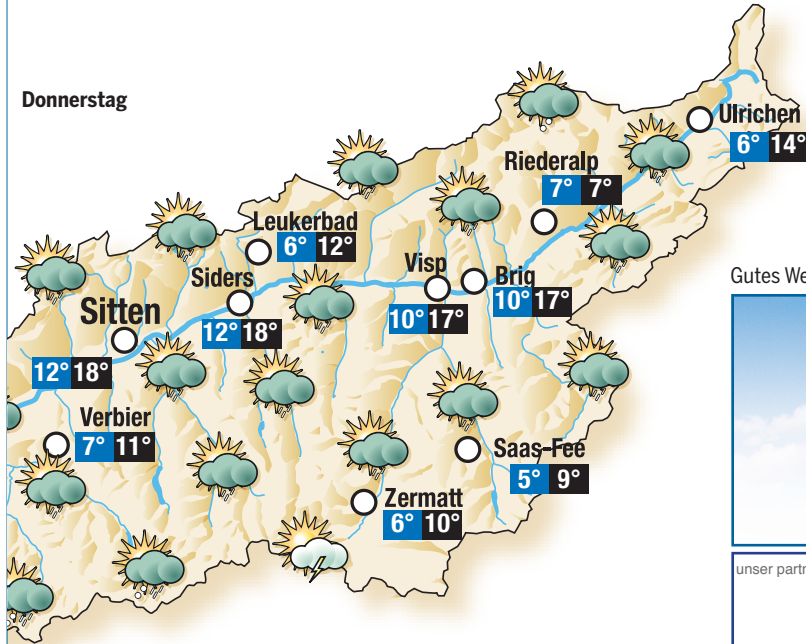 Donnerstag
Ulrichen
6° 14°
Riederalp
7° 7°
Leukerbad
6° 12°
Visp
10° 17°
Brig
10° 17°
Siders
12° 18°
Sitten
12° 18°
Gutes We
Verbier
7° 11°
Saas-Fee
5° 9°
Zermatt
6° 10°
unser partn